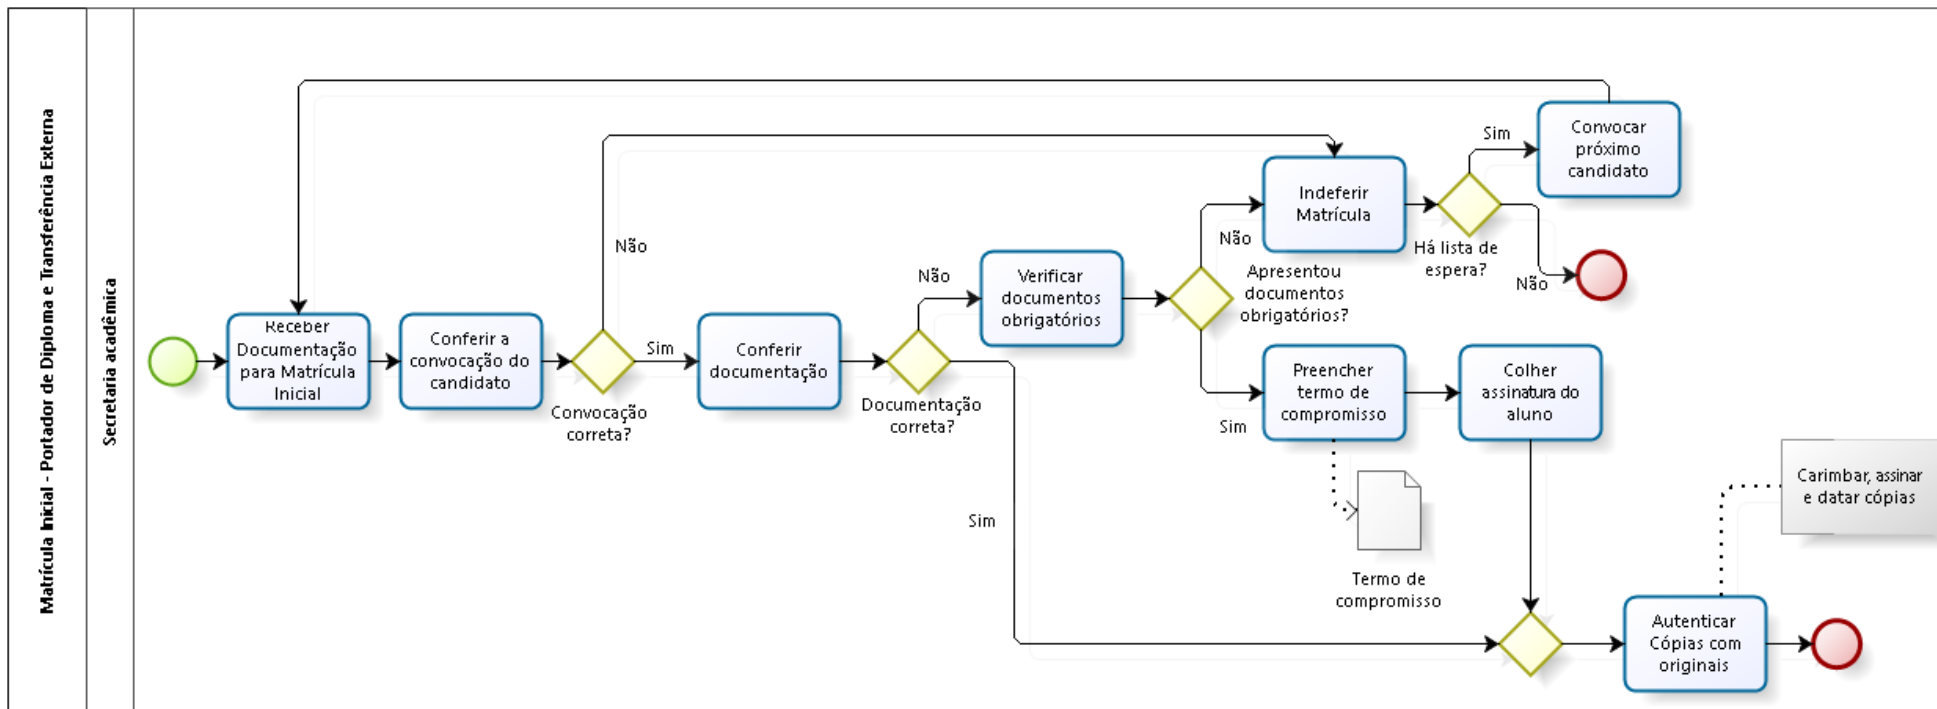 Matrícula Inicial - Portador de Diploma e Transferência Externa
Secretaria acadêmica
Receber
Documentação
para Matrícula
Inicial
Conferir a
convocação do
candidato
Convocação
correta?
Não
Sim
Conferir
documentação
Documentação
correta?
Não
Sim
Verificar
documentos
obrigatórios
Apresentou
documentos
obrigatórios?
Não
Sim
Indeferir
Matrícula
Há lista de
espera?
Sim
Não
Convocar
próximo
candidato
Preencher
termo de
compromisso
Termo de
compromisso
Colher
assinatura do
aluno
Autenticar
Cópias com
originais
Carimbar, assinar
e datar cópias